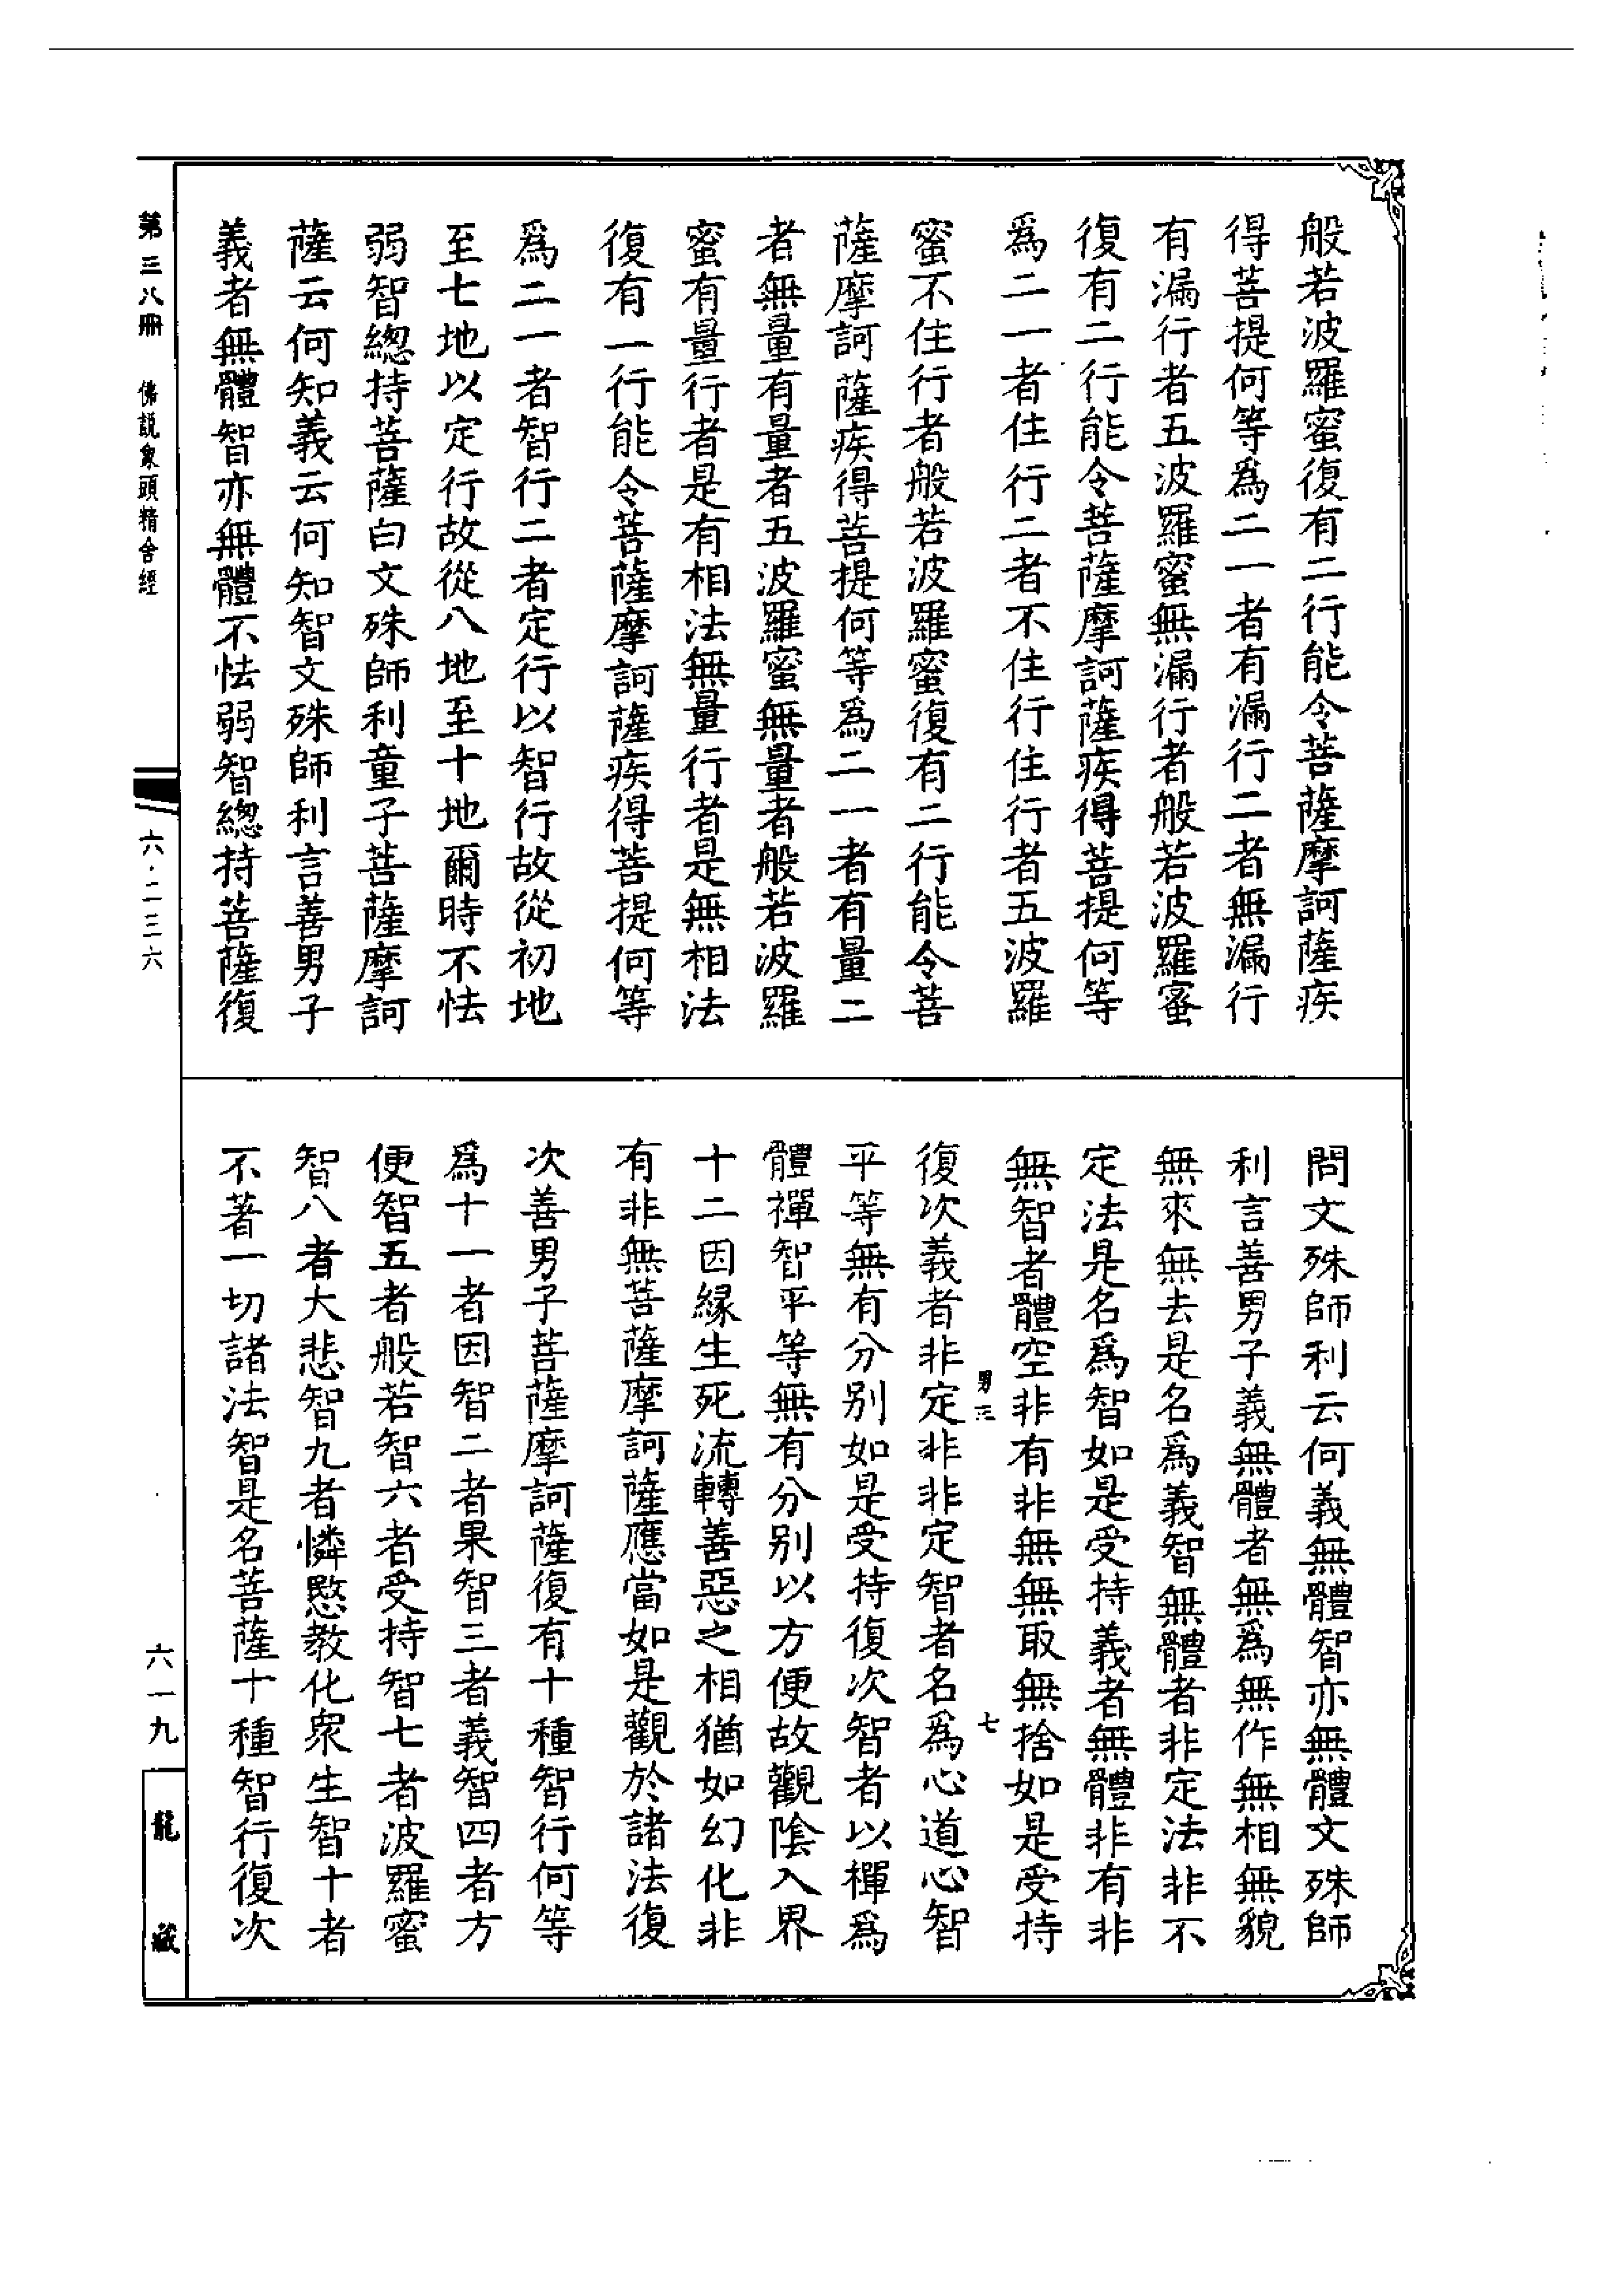 般若波羅蜜復有二行能令菩薩摩訶薩疾
得菩提何等爲二一者有漏行二者無漏行
有漏行者五波羅蜜無漏行者般若波羅蜜
復有二行能令菩薩摩訶薩疾得菩提何等
爲二一者住行二者不住行住行者五波羅
蜜不住行者般若波羅蜜復有二行能令菩
薩摩訶薩疾得菩提何等爲二一者有量二
者無量有量者五波羅蜜無量者般若波羅
蜜有量行者是有相法無量行者是無相法
復有一行能令菩薩摩訶薩疾得菩提何等
爲二一者智行二者定行以智行故從初地
至七地以定行故從八地至十地爾時不怯
弱智總持菩薩白文殊師利童子菩薩摩訶
薩云何知義云何知智文殊師利言善男子
義者無體智亦無體不怯弱智總持菩薩復
問文殊師利云何義無體智亦無體文殊師
利言善男子義無體者無爲無作無相無貌
無來無去是名爲義智無體者非定法非不
定法是名爲智如是受持義者無體非有非
無智者體空非有非無無取無捨如是受持
男三 七
復次義者非定非非定智者名爲心道心智
平等無有分别如是受持復次智者以禪爲
體禪智平等無有分别以方便故觀陰入界
十二因緣生死流轉善惡之相猶如幻化非
有非無菩薩摩訶薩應當如是觀於諸法復
次善男子菩薩摩訶薩復有十種智行何等
爲十一者因智二者果智三者義智四者方
便智五者般若智六者受持智七者波羅蜜
智八者大悲智九者憐愍教化衆生智十者
不著一切諸法智是名菩薩十種智行復次
第三八冊 佛說象頭精舍經
六·二三六
六一九
龍藏